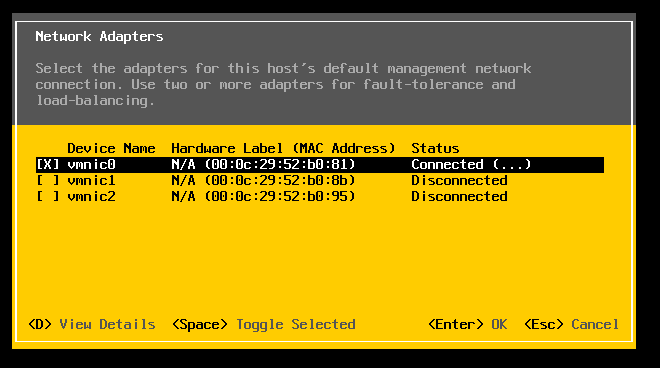 Network Adapters
Select the adapters for this host's default management network
connection. Use two or more adapters for fault-tolerance and
load-balancing.
Device Name Hardware Label (MAC Address) Status
[X] vmnic0 N/A (00:0c:29:52:b0:81) Connected (...)
[ ] vmnic1 N/A (00:0c:29:52:b0:8b) Disconnected
[ ] vmnic2 N/A (00:0c:29:52:b0:95) Disconnected
<D> View Details <Space> Toggle Selected <Enter> OK <Esc> Cancel